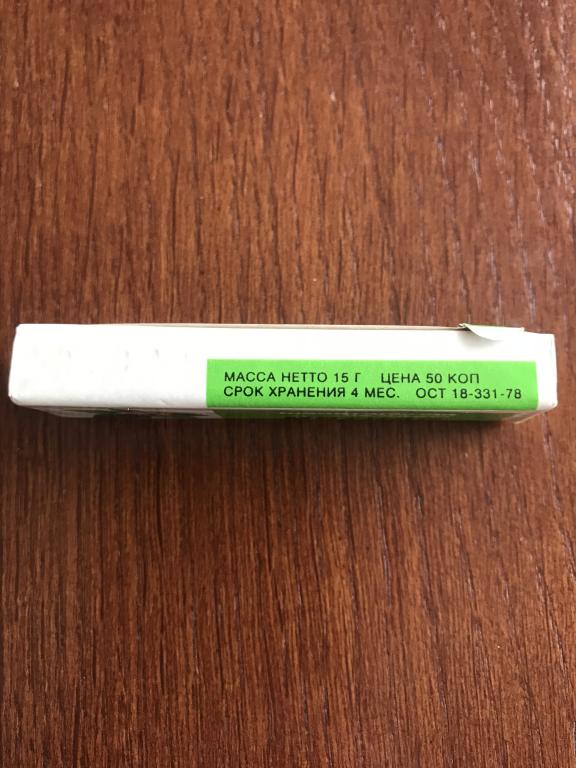 МАССА НЕТТО 15 Г ЦЕНА 50 КОП
СРОК ХРАНЕНИЯ 4 МЕС. ОСТ 18-331-78